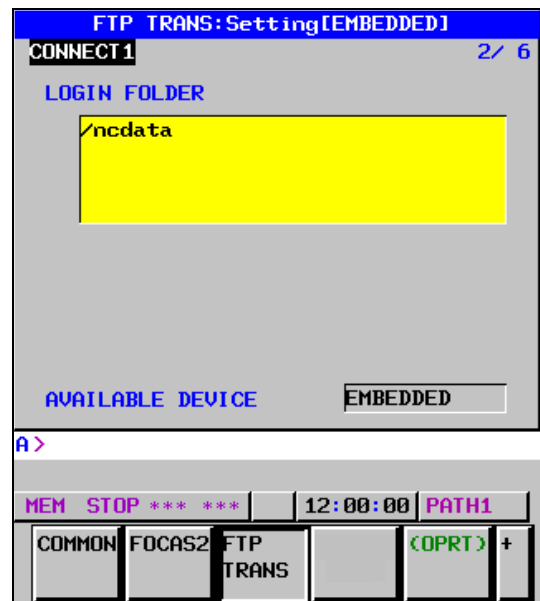 FTP TRANS:Setting[EMBEDDED]
CONNECT1 2/ 6
LOGIN FOLDER
/ncdata
AVAILABLE DEVICE EMBEDDED
A>
MEM STOP *** *** 12:00:00 PATH1
COMMON FOCAS2 FTP TRANS (OPRT) +